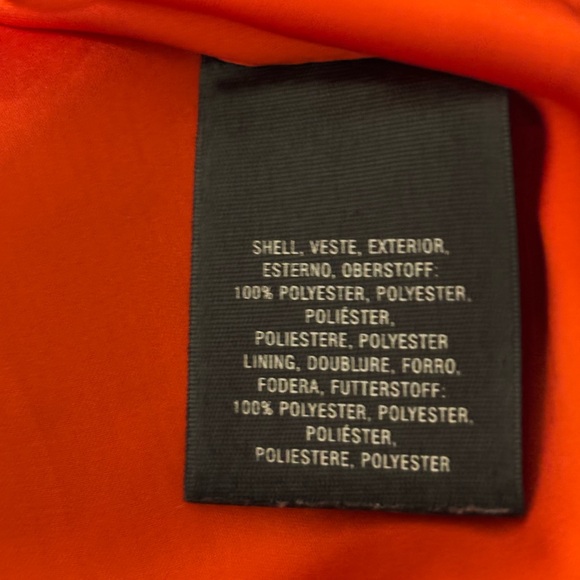 SHELL, VESTE, EXTERIOR,
ESTERNO, OBERSTOFF:
100% POLYESTER, POLYESTER,
POLIÉSTER,
POLIESTERE, POLYESTER
LINING, DOUBLURE, FORRO,
FODERA, FUTTERSTOFF:
100% POLYESTER, POLYESTER,
POLIÉSTER,
POLIESTERE, POLYESTER